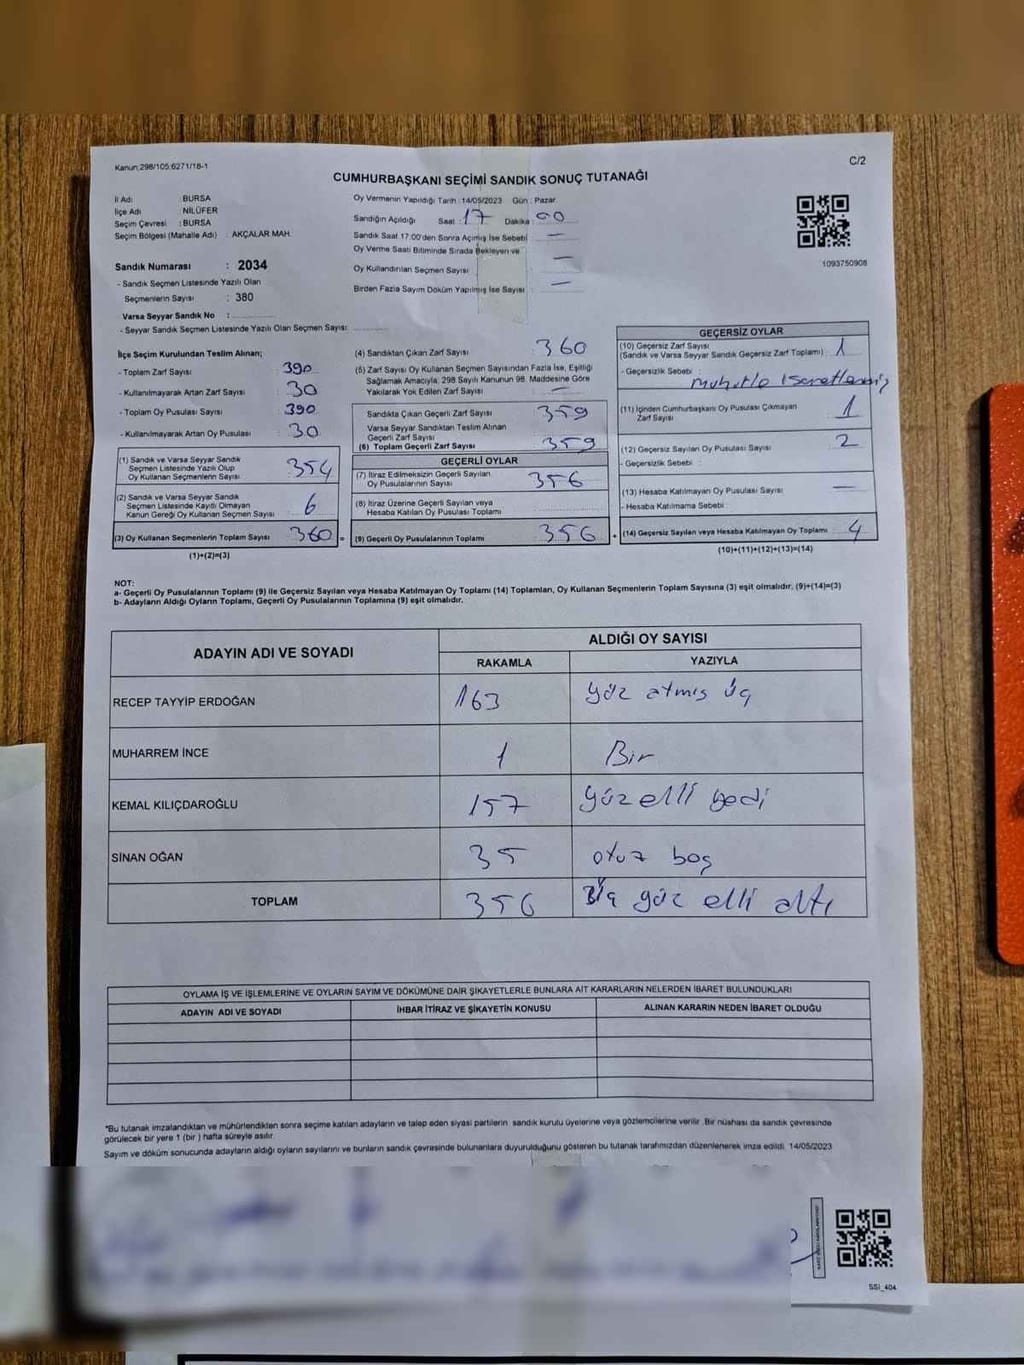 Kanun:298/105;6271/18-1
C/2
CUMHURBAŞKANI SEÇİMİ SANDIK SONUÇ TUTANAĞI
İl Adı BURSA
İlçe Adı NİLÜFER
Seçim Çevresi : BURSA
Seçim Bölgesi (Mahalle Adı) : AKÇALAR MAH.
Oy Vermenin Yapıldığı Tarih : 14/05/2023 Gün : Pazar
Sandığın Açıldığı Saat : 17 Dakika : 00
Sandık Saat 17:00'den Sonra Açımış İse Sebebi : —
Oy Verme Saati Bitiminde Sırada Bekleyen ve
Oy Kullandırılan Seçmen Sayısı : —
Birden Fazla Sayım Döküm Yapılmış İse Sayısı : —
1093750908
Sandık Numarası : 2034
- Sandık Seçmen Listesinde Yazılı Olan
Seçmenlerin Sayısı : 380
Varsa Seyyar Sandık No :
- Seyyar Sandık Seçmen Listesinde Yazılı Olan Seçmen Sayısı:
İlçe Seçim Kurulundan Teslim Alınan;
- Toplam Zarf Sayısı : 390
- Kullanılmayarak Artan Zarf Sayısı : 30
- Toplam Oy Pusulası Sayısı : 390
- Kullanılmayarak Artan Oy Pusulası : 30
(1) Sandık ve Varsa Seyyar Sandık
Seçmen Listesinde Yazılı Olup
Oy Kullanan Seçmenlerin Sayısı : 354
(2) Sandık ve Varsa Seyyar Sandık
Seçmen Listesinde Kaydı Olmayan
Kanun Gereği Oy Kullanan Seçmen Sayısı : 6
(3) Oy Kullanan Seçmenlerin Toplam Sayısı : 360 =
(1)+(2)=(3)
(4) Sandıktan Çıkan Zarf Sayısı : 360
(5) Zarf Sayısı Oy Kullanan Seçmen Sayısından Fazla İse, Eşitliği
Sağlamak Amacıyla, 298 Sayılı Kanunun 98. Maddesine Göre
Yakılarak Yok Edilen Zarf Sayısı : —
Sandıkta Çıkan Geçerli Zarf Sayısı : 359
Varsa Seyyar Sandıktan Teslim Alınan
Geçerli Zarf Sayısı :
(6) Toplam Geçerli Zarf Sayısı : 359
GEÇERLİ OYLAR
(7) İtiraz Edilmeksizin Geçerli Sayılan
Oy Pusulalarının Sayısı : 356
(8) İtiraz Üzerine Geçerli Sayılan veya
Hesaba Katılan Oy Pusulası Toplamı :
(9) Geçerli Oy Pusulalarının Toplamı : 356 +
GEÇERSİZ OYLAR
(10) Geçersiz Zarf Sayısı
(Sandık ve Varsa Seyyar Sandık Geçersiz Zarf Toplamı) : 1
- Geçersizlik Sebebi :
(11) İçinden Cumhurbaşkanı Oy Pusulası Çıkmayan
Zarf Sayısı : 1
(12) Geçersiz Sayılan Oy Pusulası Sayısı : 2
- Geçersizlik Sebebi :
(13) Hesaba Katılmayan Oy Pusulası Sayısı : —
- Hesaba Katılmama Sebebi :
(14) Geçersiz Sayılan veya Hesaba Katılmayan Oy Toplamı : 4
(10)+(11)+(12)+(13)=(14)
NOT:
a- Geçerli Oy Pusulalarının Toplamı (9) ile Geçersiz Sayılan veya Hesaba Katılmayan Oy Toplamı (14) Toplamları, Oy Kullanan Seçmenlerin Toplam Sayısına (3) eşit olmalıdır. (9)+(14)=(3)
b- Adayların Aldığı Oyların Toplamı, Geçerli Oy Pusulalarının Toplamına (9) eşit olmalıdır.
ADAYIN ADI VE SOYADI
ALDIĞI OY SAYISI
RAKAMLA YAZIYLA
RECEP TAYYİP ERDOĞAN 163 yüz atmış üç
MUHARREM İNCE 1 Bir
KEMAL KILIÇDAROĞLU 157 yüz elli yedi
SİNAN OĞAN 35 otuz beş
TOPLAM 356 üç yüz elli altı
OYLAMA İŞ VE İŞLEMLERİNE VE OYLARIN SAYIM VE DÖKÜMÜNE DAİR ŞİKAYETLERLE BUNLARA AİT KARARLARIN NELERDEN İBARET BULUNDUKLARI
ADAYIN ADI VE SOYADI İHBAR İTİRAZ VE ŞİKAYETİN KONUSU ALINAN KARARIN NEDEN İBARET OLDUĞU
*Bu tutanak imzalandıktan ve mühürlendikten sonra seçime katılan adayların ve talep eden siyasi partilerin sandık kurulu üyelerine veya gözlemcilerine verilir. Bir nüshası da sandık çevresinde
görülecek bir yere 1 (bir ) hafta süreyle asılır.
Sayım ve döküm sonucunda adayların aldığı oyların sayılarını ve bunların sandık çevresinde bulunanlara duyurulduğunu gösteren bu tutanak tarafımızdan düzenlenerek imza edildi. 14/05/2023
SSI_404